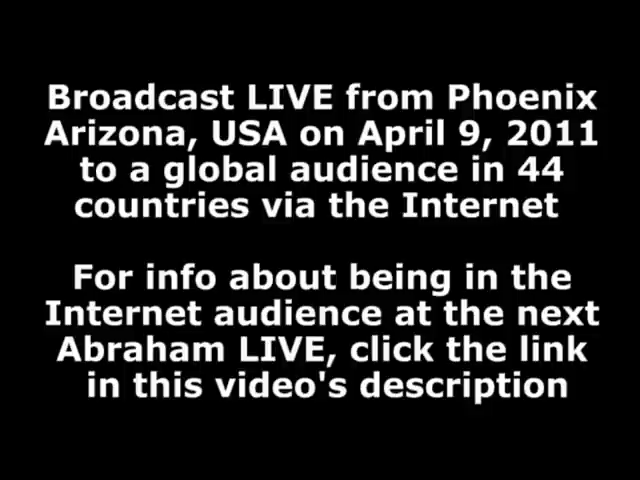 Broadcast LIVE from Phoenix
Arizona, USA on April 9, 2011
to a global audience in 44
countries via the Internet
For info about being in the
Internet audience at the next
Abraham LIVE, click the link
in this video's description